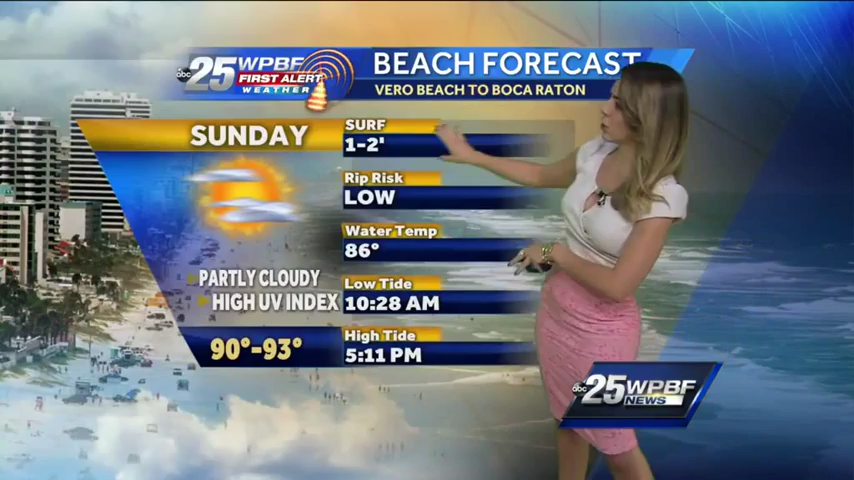 abc 25 WPBF
FIRST ALERT
WEATHER
BEACH FORECAST
VERO BEACH TO BOCA RATON
SUNDAY
SURF
1-2'
Rip Risk
LOW
Water Temp
86°
PARTLY CLOUDY
HIGH UV INDEX
Low Tide
10:28 AM
90°-93°
High Tide
5:11 PM
abc 25 WPBF
NEWS